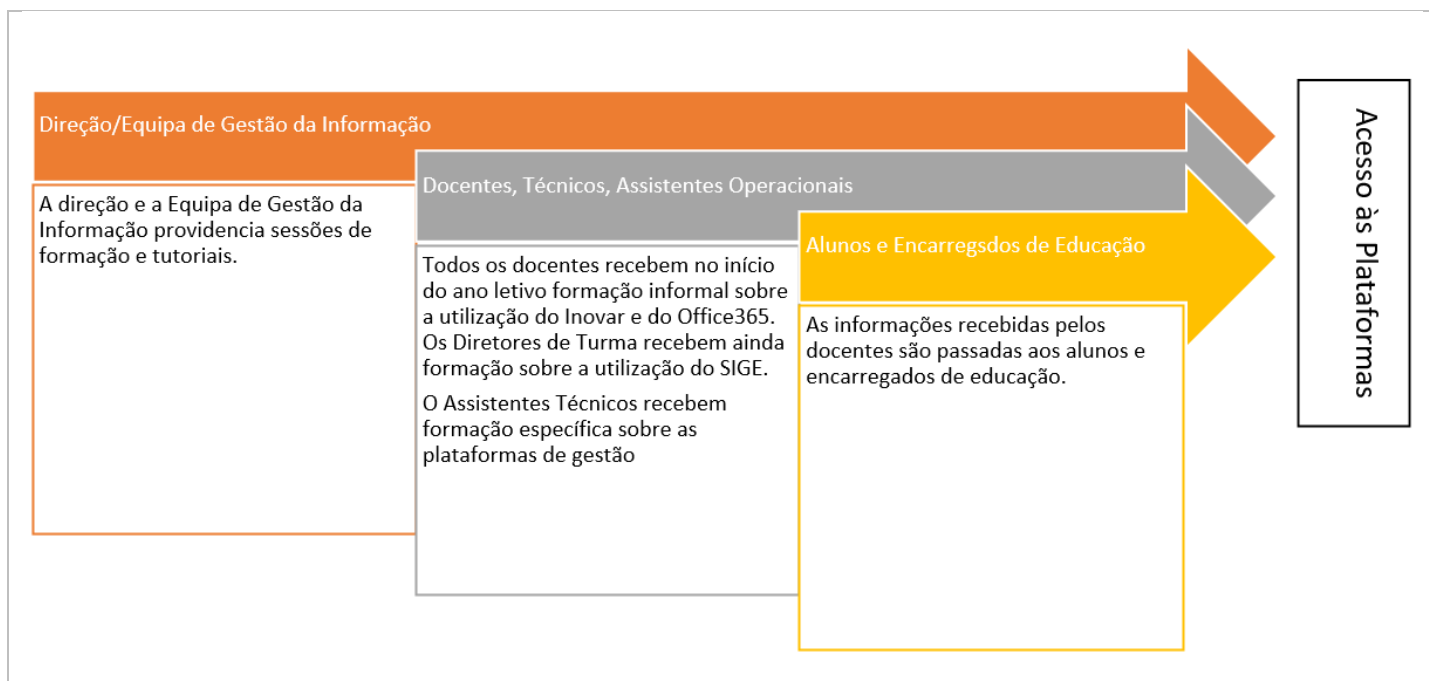 Direção/Equipa de Gestão da Informação
A direção e a Equipa de Gestão da
Informação providencia sessões de
formação e tutoriais.
Docentes, Técnicos, Assistentes Operacionais
Todos os docentes recebem no início
do ano letivo formação informal sobre
a utilização do Inovar e do Office365.
Os Diretores de Turma recebem ainda
formação sobre a utilização do SIGE.
O Assistentes Técnicos recebem
formação específica sobre as
plataformas de gestão
Alunos e Encarregsdos de Educação
As informações recebidas pelos
docentes são passadas aos alunos e
encarregados de educação.
Acesso às Plataformas